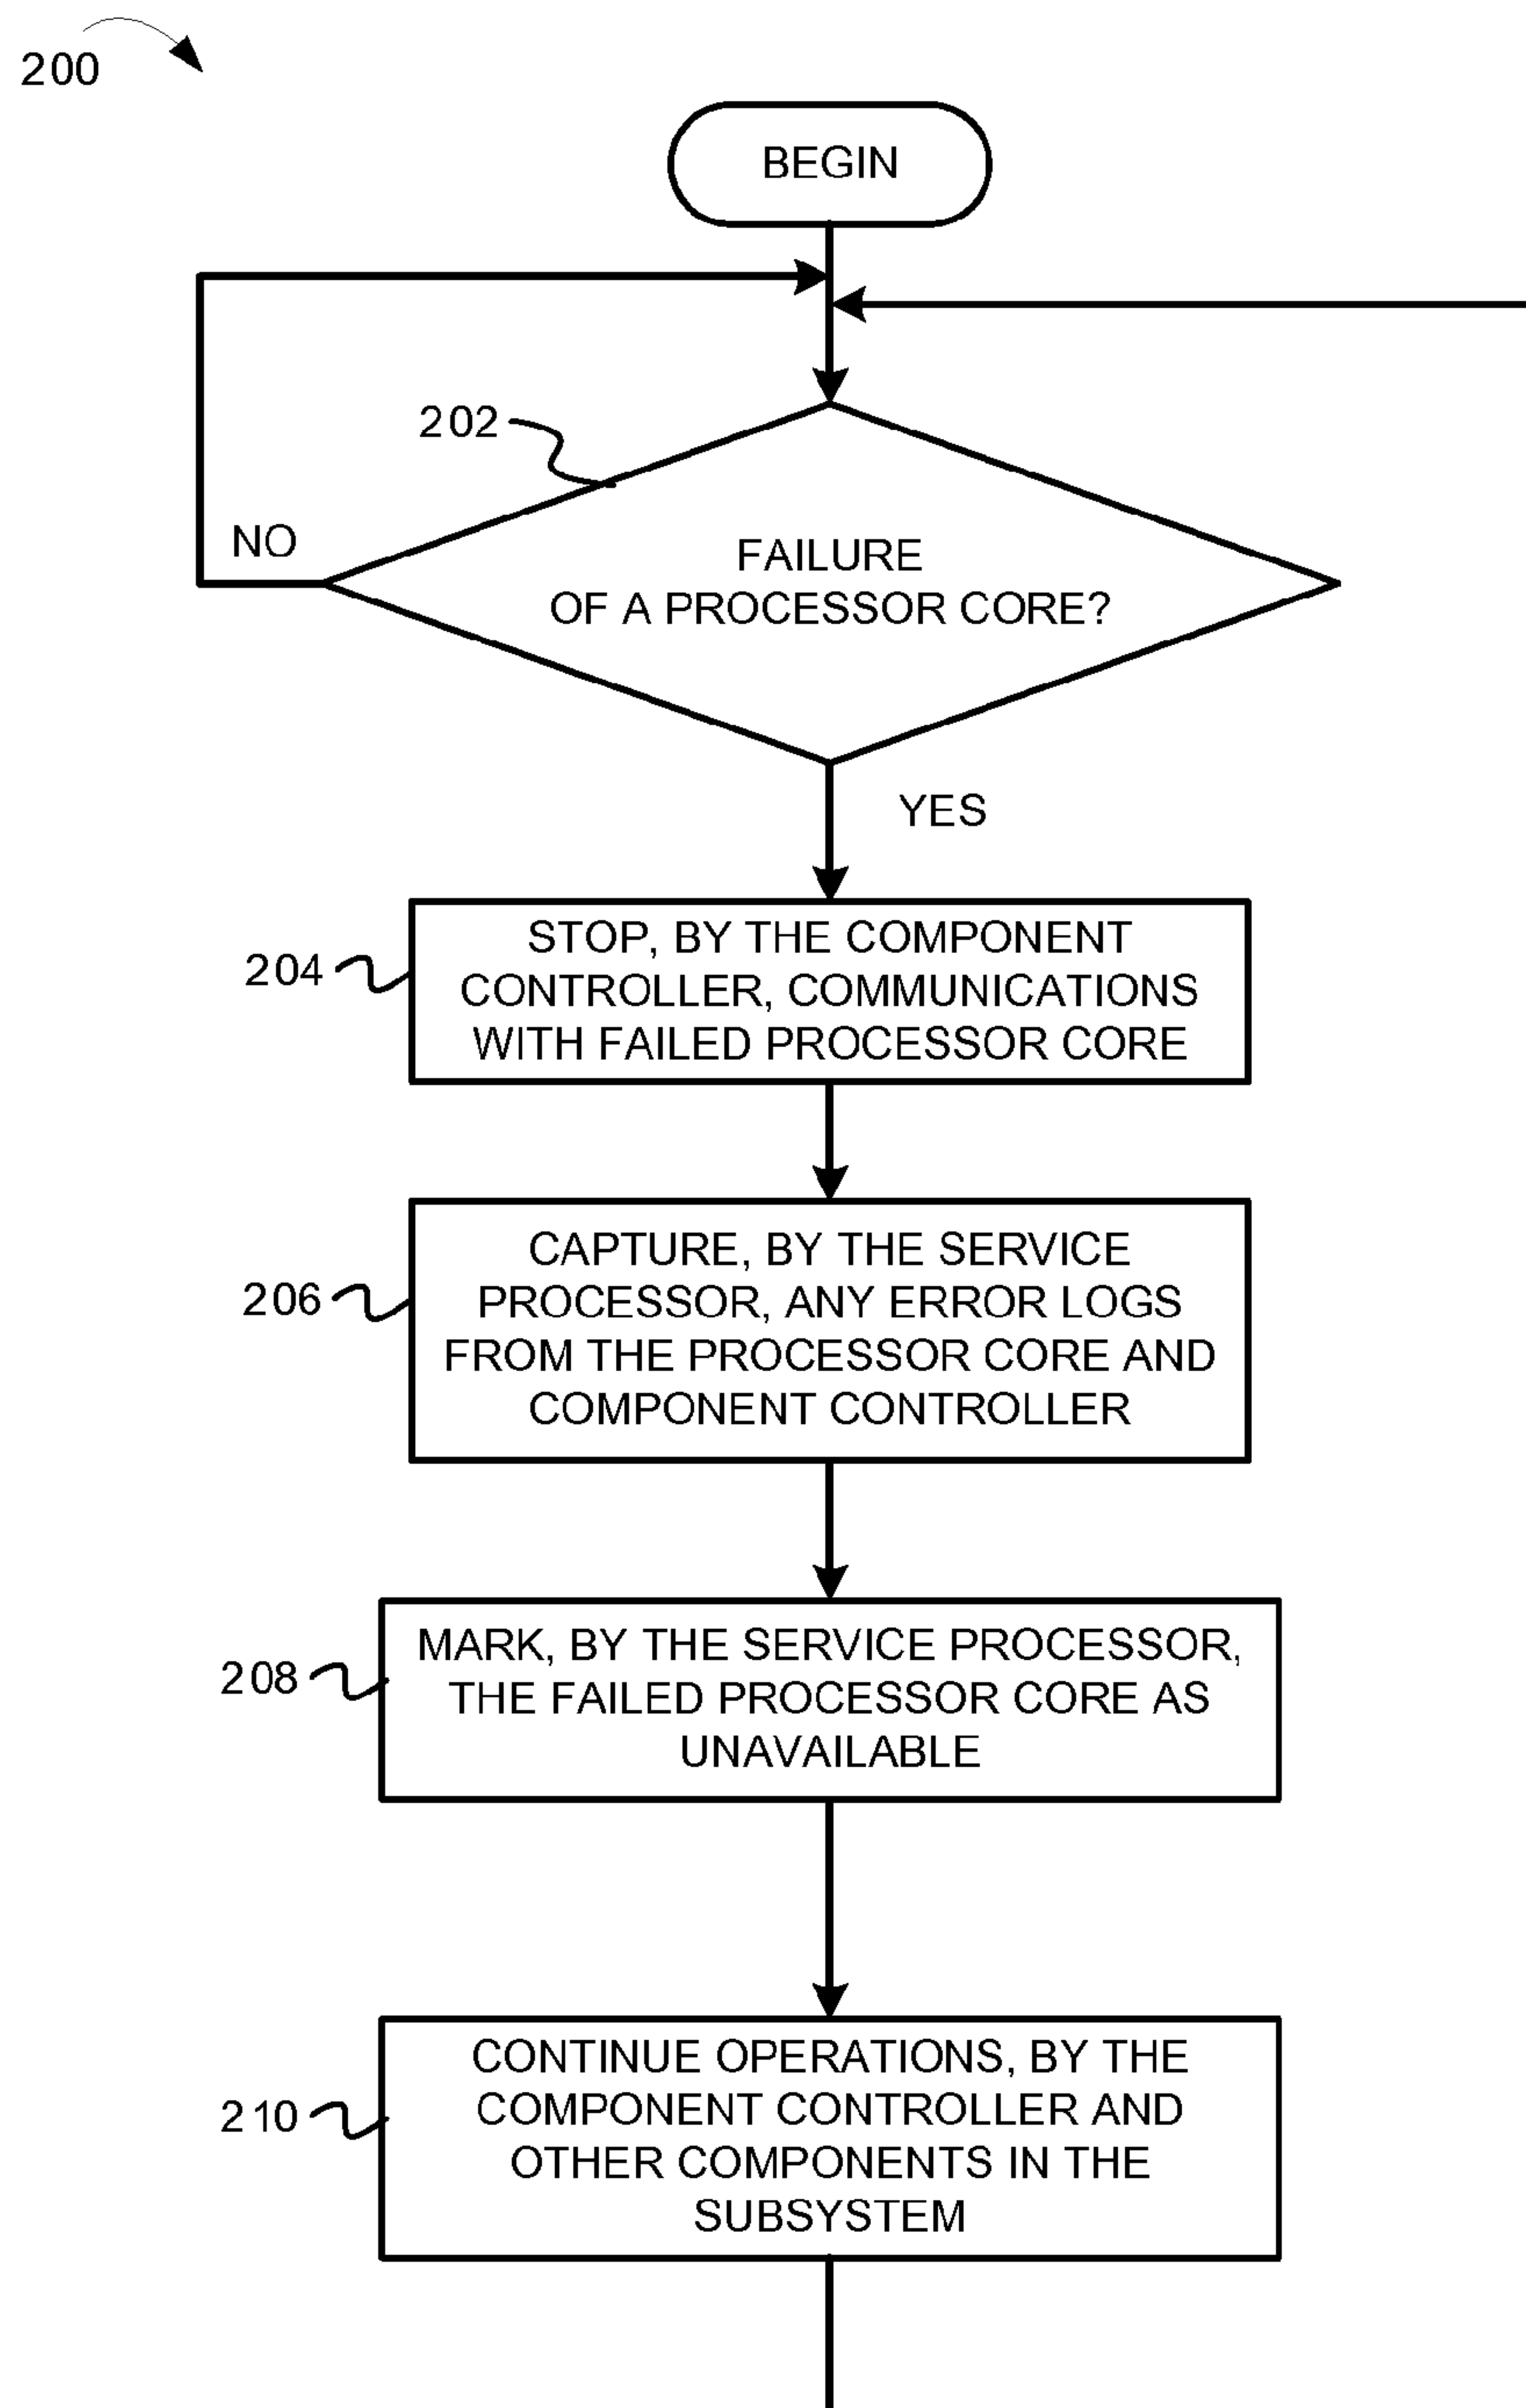 200
BEGIN
202
NO
FAILURE
OF A PROCESSOR CORE?
YES
204
STOP, BY THE COMPONENT
CONTROLLER, COMMUNICATIONS
WITH FAILED PROCESSOR CORE
206
CAPTURE, BY THE SERVICE
PROCESSOR, ANY ERROR LOGS
FROM THE PROCESSOR CORE AND
COMPONENT CONTROLLER
208
MARK, BY THE SERVICE PROCESSOR,
THE FAILED PROCESSOR CORE AS
UNAVAILABLE
210
CONTINUE OPERATIONS, BY THE
COMPONENT CONTROLLER AND
OTHER COMPONENTS IN THE
SUBSYSTEM